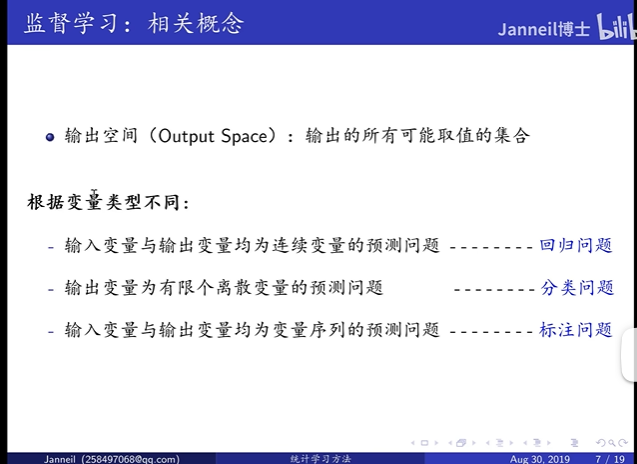 监督学习：相关概念
Janneil博士 bilib
输出空间（Output Space）：输出的所有可能取值的集合
根据变量类型不同：
- 输入变量与输出变量均为连续变量的预测问题 -------- 回归问题
- 输出变量为有限个离散变量的预测问题 -------- 分类问题
- 输入变量与输出变量均为变量序列的预测问题 -------- 标注问题
Janneil (258497068@qq.com) 统计学习方法 Aug 30, 2019 7 / 19